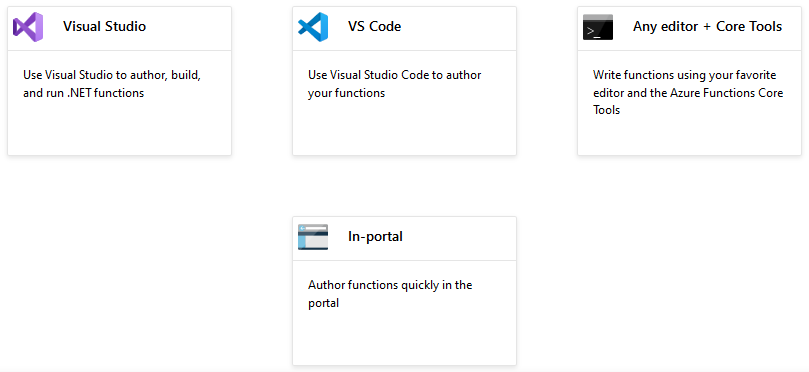 Visual Studio
Use Visual Studio to author, build,
and run .NET functions
VS Code
Use Visual Studio Code to author
your functions
Any editor + Core Tools
Write functions using your favorite
editor and the Azure Functions Core
Tools
In-portal
Author functions quickly in the
portal